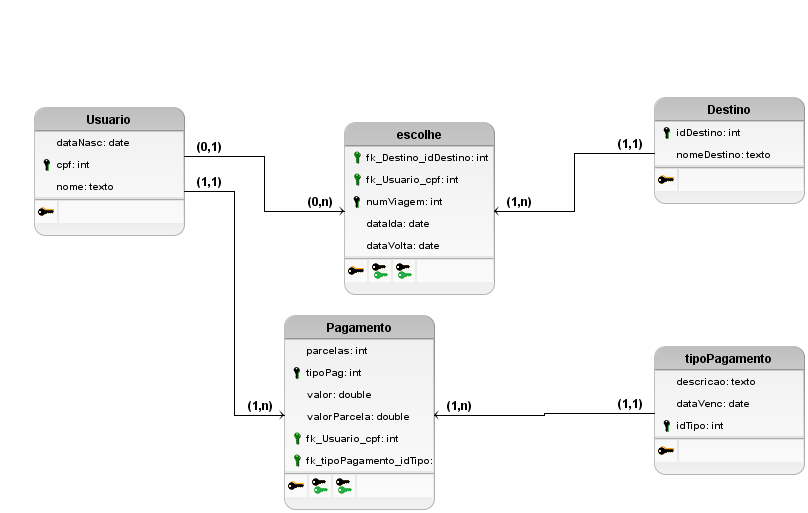 Usuario
dataNasc: date
cpf: int
nome: texto
(0,1)
(1,1)
escolhe
fk_Destino_idDestino: int
fk_Usuario_cpf: int
numViagem: int
dataIda: date
dataVolta: date
(0,n)
(1,n)
Destino
idDestino: int
nomeDestino: texto
(1,1)
Pagamento
parcelas: int
tipoPag: int
valor: double
valorParcela: double
fk_Usuario_cpf: int
fk_tipoPagamento_idTipo:
(1,n)
(1,n)
tipoPagamento
descricao: texto
dataVenc: date
idTipo: int
(1,1)